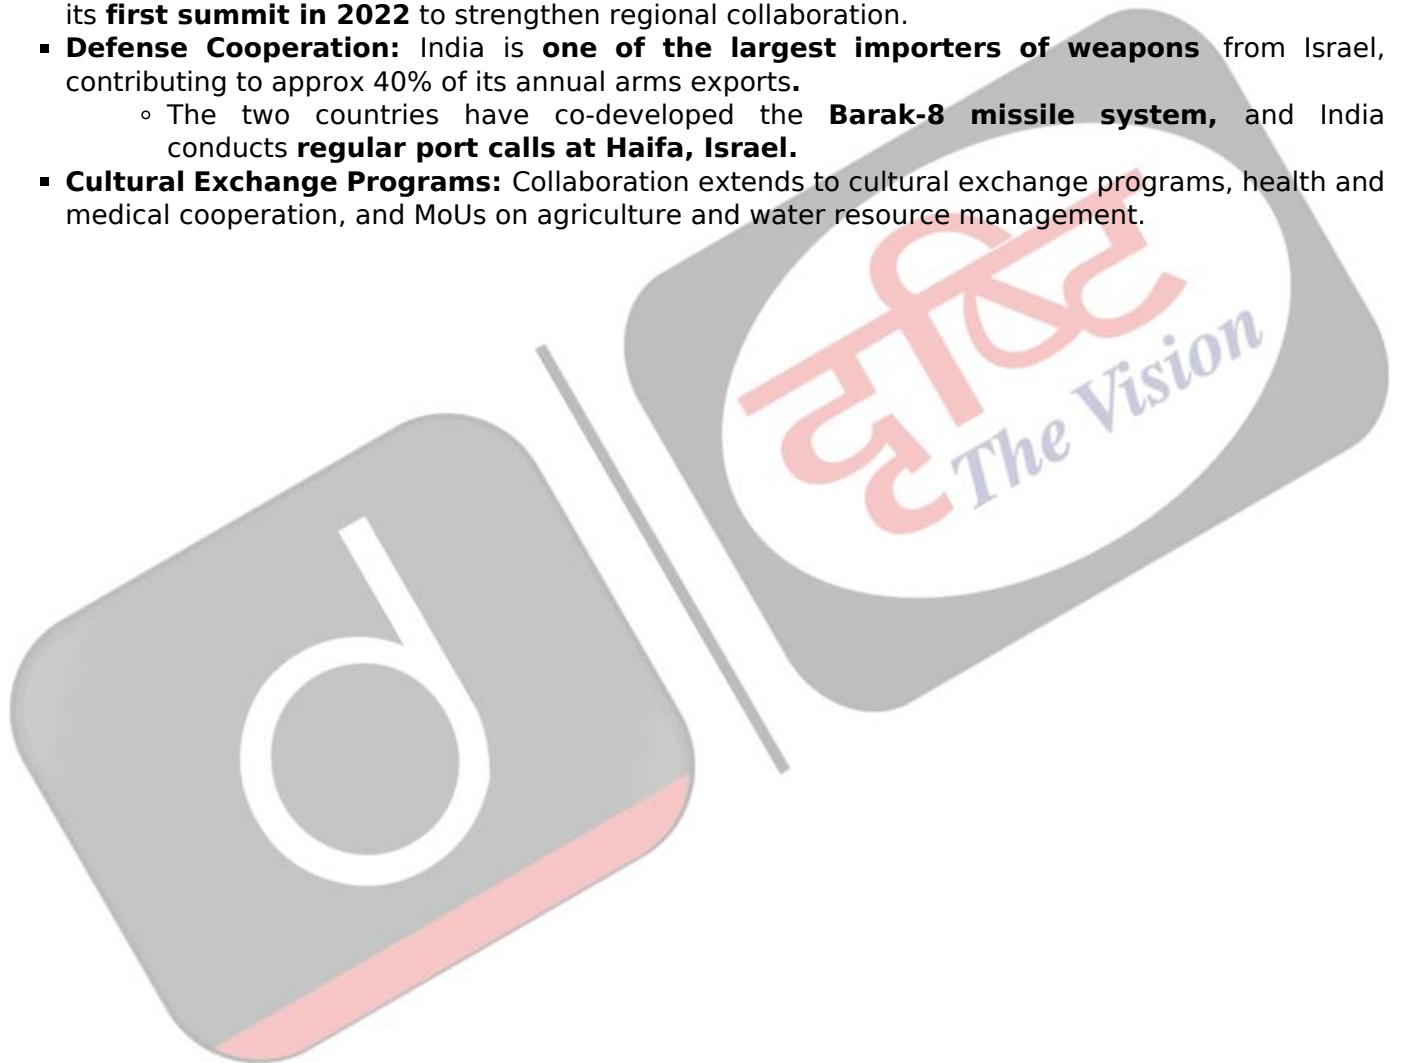 its first summit in 2022 to strengthen regional collaboration.
▪ Defense Cooperation: India is one of the largest importers of weapons from Israel,
contributing to approx 40% of its annual arms exports.
◦ The two countries have co-developed the Barak-8 missile system, and India
conducts regular port calls at Haifa, Israel.
▪ Cultural Exchange Programs: Collaboration extends to cultural exchange programs, health and
medical cooperation, and MoUs on agriculture and water resource management.
दृष्टि
The Vision
d